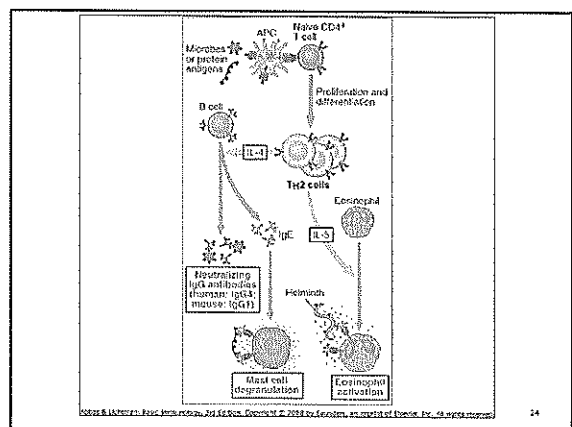 Naive CD4+
T cell
APC
Microbes
or protein
antigens
Proliferation and
differentiation
B cell
IL-4
TH2 cells
Eosinophil
IgE
IL-5
Neutralizing
IgG antibodies
(human: IgG4;
mouse: IgG1)
Helminth
Mast cell
degranulation
Eosinophil
activation
Abbas & Lichtman: Basic Immunology, 3rd Edition. Copyright © 2008 by Saunders, an imprint of Elsevier, Inc. All rights reserved.
24